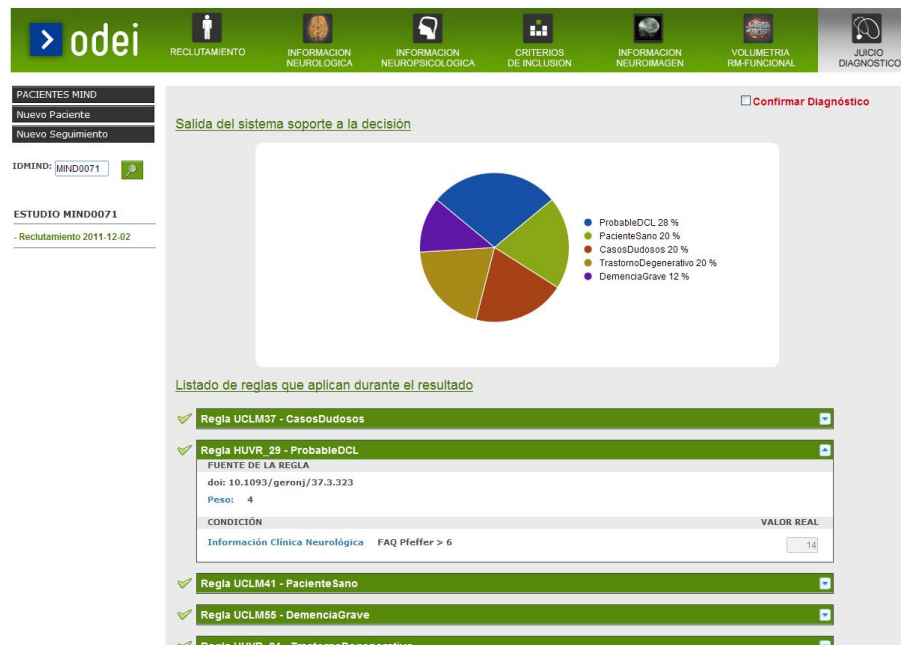 odei
RECLUTAMIENTO
INFORMACION
NEUROLOGICA
INFORMACION
NEUROPSICOLOGICA
CRITERIOS
DE INCLUSION
INFORMACION
NEUROIMAGEN
VOLUMETRIA
RM-FUNCIONAL
JUICIO
DIAGNOSTICO
PACIENTES MIND
Nuevo Paciente
Nuevo Seguimiento
IDMIND: MIND0071
ESTUDIO MIND0071
- Reclutamiento 2011-12-02
Confirmar Diagnóstico
Salida del sistema soporte a la decisión
ProbableDCL 28 %
PacienteSano 20 %
CasosDudosos 20 %
TrastornoDegenerativo 20 %
DemenciaGrave 12 %
Listado de reglas que aplican durante el resultado
Regla UCLM37 - CasosDudosos
Regla HUVR_29 - ProbableDCL
FUENTE DE LA REGLA
doi: 10.1093/geronj/37.3.323
Peso: 4
CONDICIÓN VALOR REAL
Información Clínica Neurológica FAQ Pfeffer > 6 14
Regla UCLM41 - PacienteSano
Regla UCLM55 - DemenciaGrave